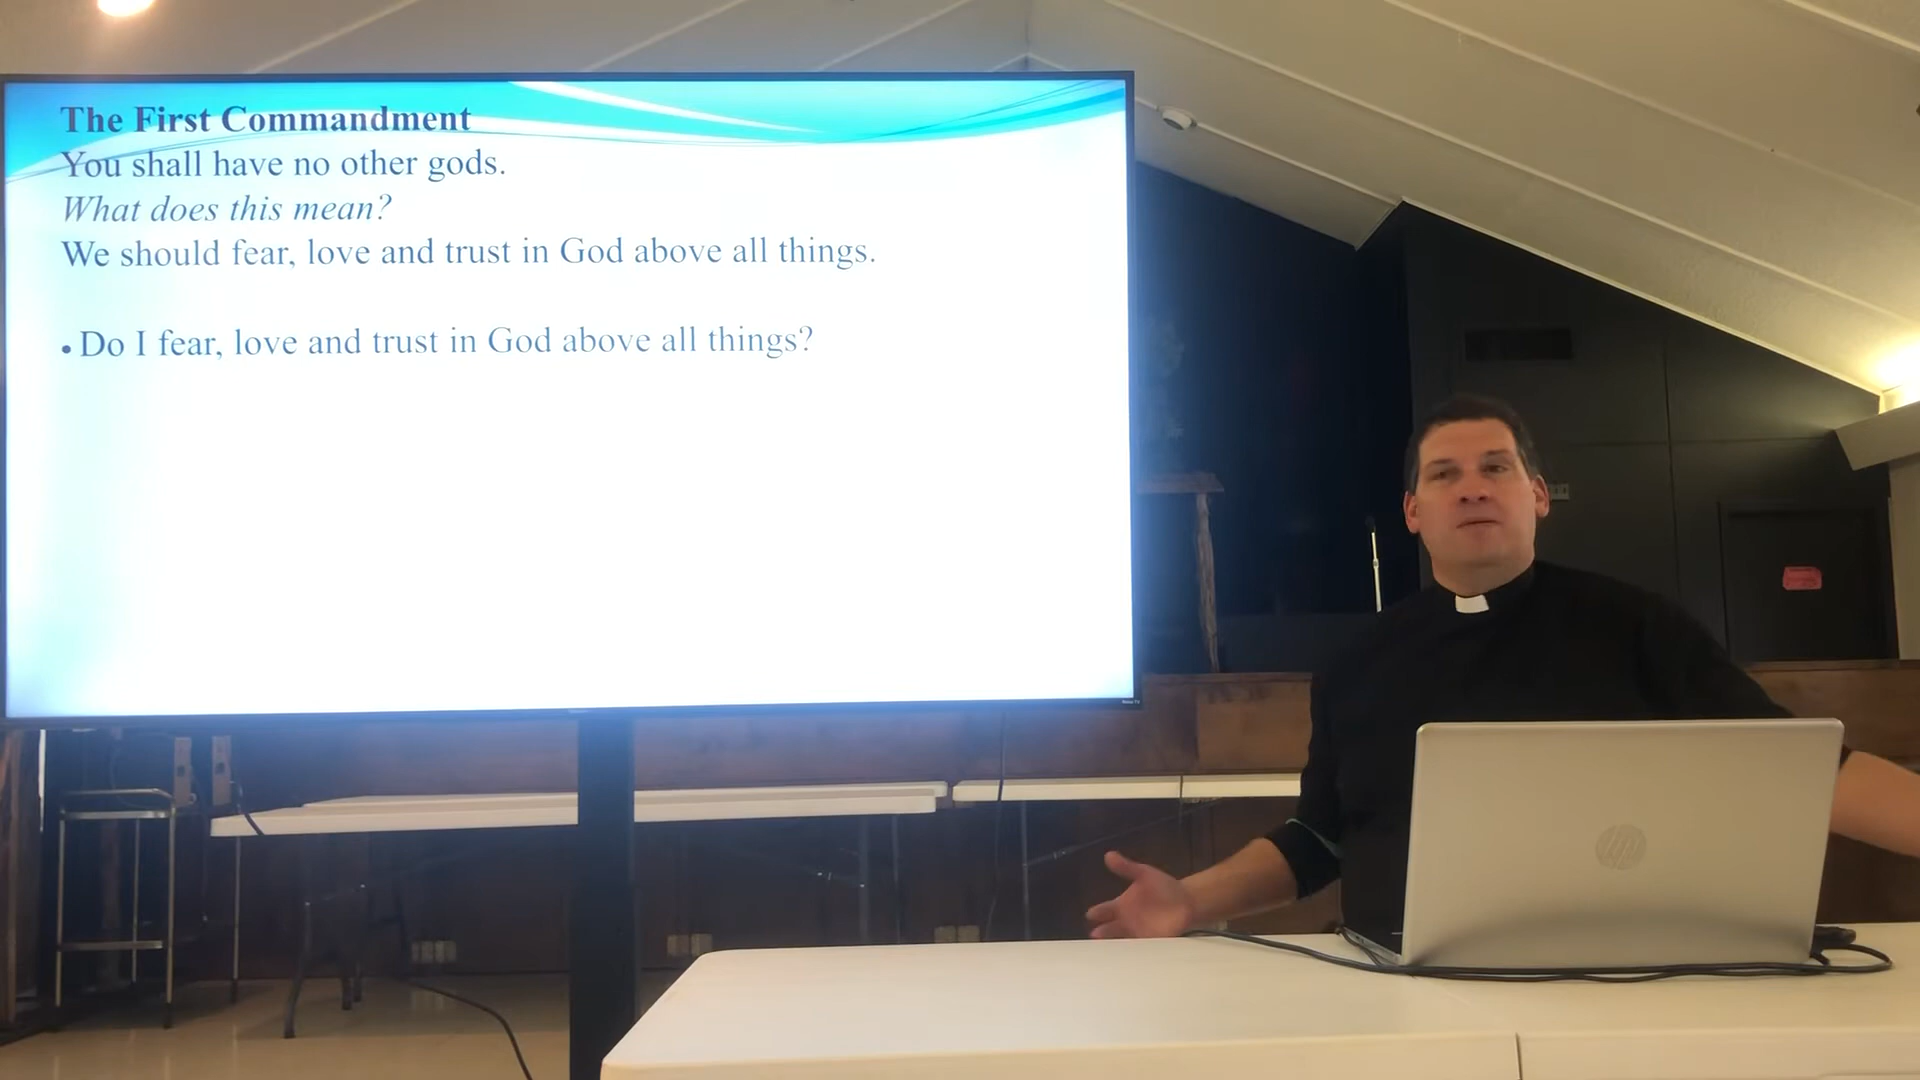 The First Commandment
You shall have no other gods.
What does this mean?
We should fear, love and trust in God above all things.
• Do I fear, love and trust in God above all things?
hp